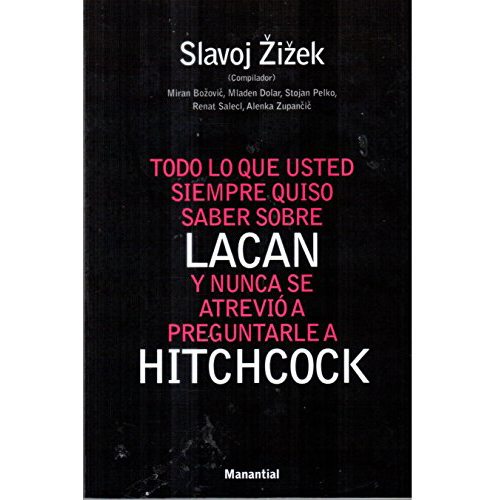 Slavoj Žižek
(Compilador)
Miran Božovič, Mladen Dolar, Stojan Pelko,
Renat Salecl, Alenka Zupančič
TODO LO QUE USTED
SIEMPRE QUISO
SABER SOBRE
LACAN
Y NUNCA SE
ATREVIÓ A
PREGUNTARLE A
HITCHCOCK
Manantial